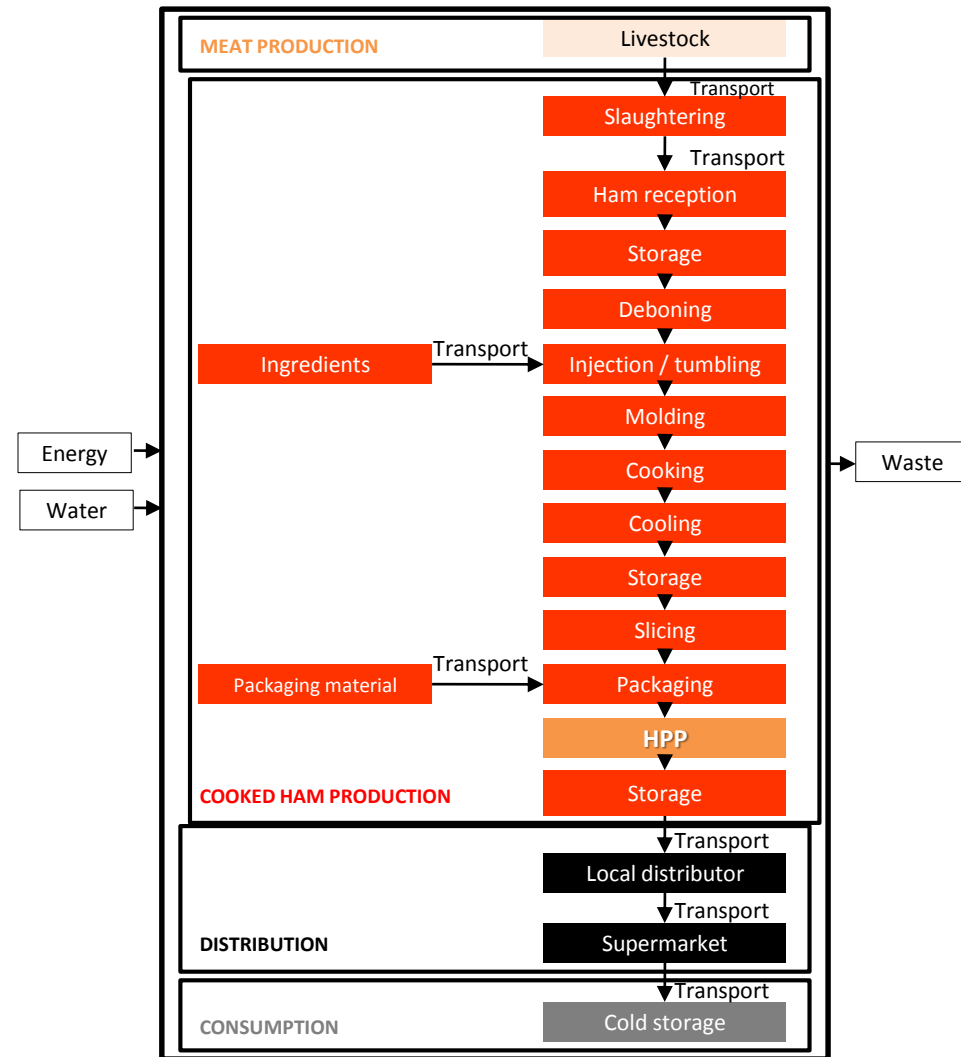 MEAT PRODUCTION
Livestock
Transport
Slaughtering
Transport
Ham reception
Storage
Deboning
Ingredients
Transport
Injection / tumbling
Molding
Energy
Cooking
Waste
Water
Cooling
Storage
Slicing
Packaging material
Transport
Packaging
HPP
COOKED HAM PRODUCTION
Storage
Transport
Local distributor
Transport
DISTRIBUTION
Supermarket
Transport
CONSUMPTION
Cold storage